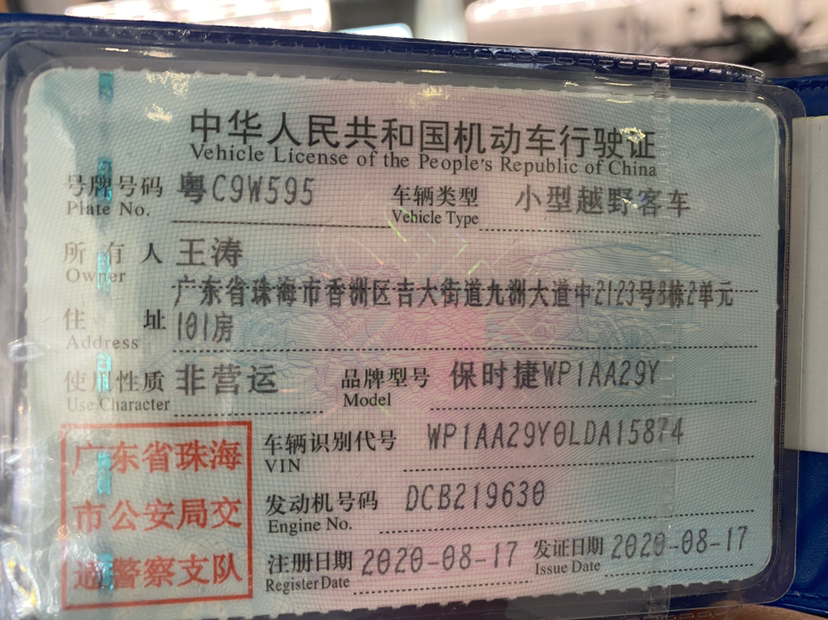 中华人民共和国机动车行驶证
Vehicle License of the People's Republic of China
号牌号码 粤C9W595 车辆类型 小型越野客车
Plate No. Vehicle Type
所有人 王涛
Owner
住址 广东省珠海市香洲区吉大街道九洲大道中2123号8栋2单元
Address 101房
使用性质 非营运 品牌型号 保时捷WP1AA29Y
Use Character Model
车辆识别代号 WP1AA29Y0LDA15874
VIN
发动机号码 DCB219630
Engine No.
注册日期 2020-08-17 发证日期 2020-08-17
Register Date Issue Date
广东省珠海
市公安局交
通警察支队